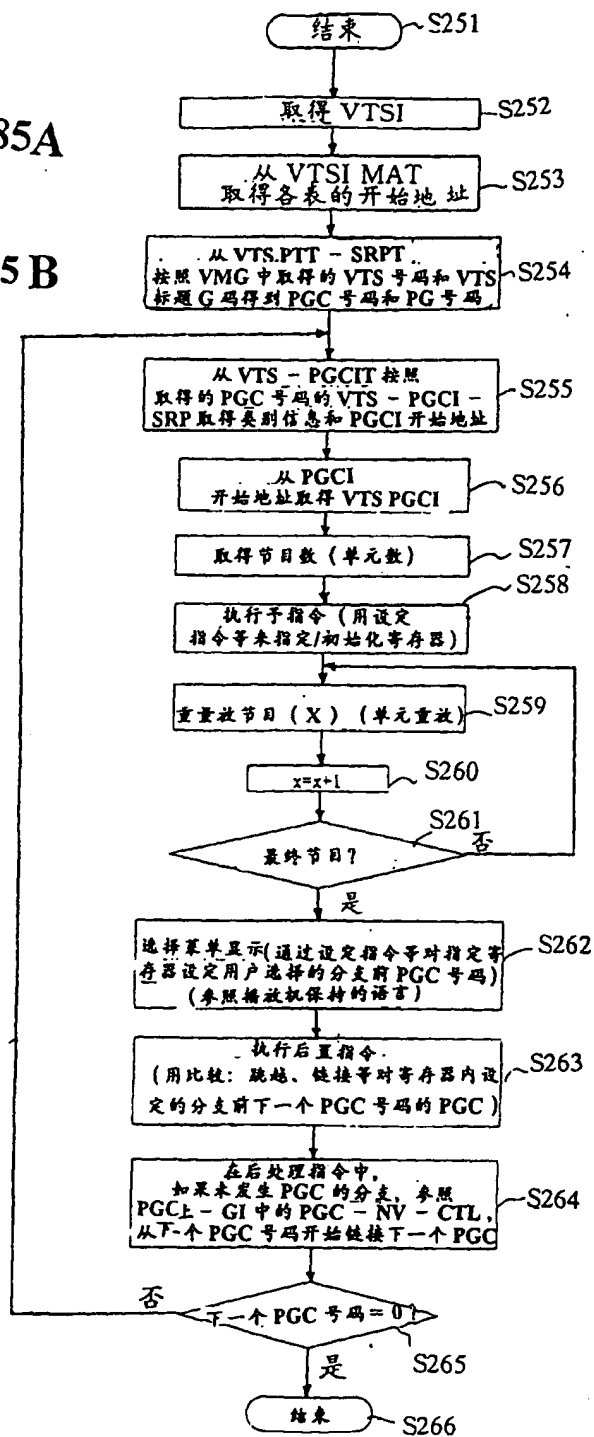 结束
S251
取得 VTSI
S252
85A
从 VTSI MAT
取得各表的开始地址
S253
5 B
从 VTS.PTT - SRPT
按照 VMG 中取得的 VTS 号码和 VTS
标题 G 码得到 PGC 号码和 PG 号码
S254
从 VTS - PGCIT 按照
取得的 PGC 号码的 VTS - PGCI -
SRP 取得类别信息和 PGCI 开始地址
S255
从 PGCI
开始地址取得 VTS PGCI
S256
取得节目数（单元数）
S257
S258
执行予指令（用设定
指令等来指定/初始化寄存器）
重量放节目（X）（单元重放）
S259
x=x+1
S260
S261
最终节目?
否
是
选择菜单显示(通过设定指令等对指定寄
存器设定用户选择的分支前 PGC 号码)
(参照播放机保持的语言)
S262
执行后置指令.
(用比较: 跳越、链接等对寄存器内设
定的分支前下一个 PGC 号码的 PGC)
S263
在后处理指令中,
如果未发生 PGC 的分支, 参照
PGC上 - GI 中的 PGC - NV - CTL,
从下一个 PGC 号码开始链接下一个 PGC
S264
否
下一个 PGC 号码 = 0?
S265
是
结束
S266